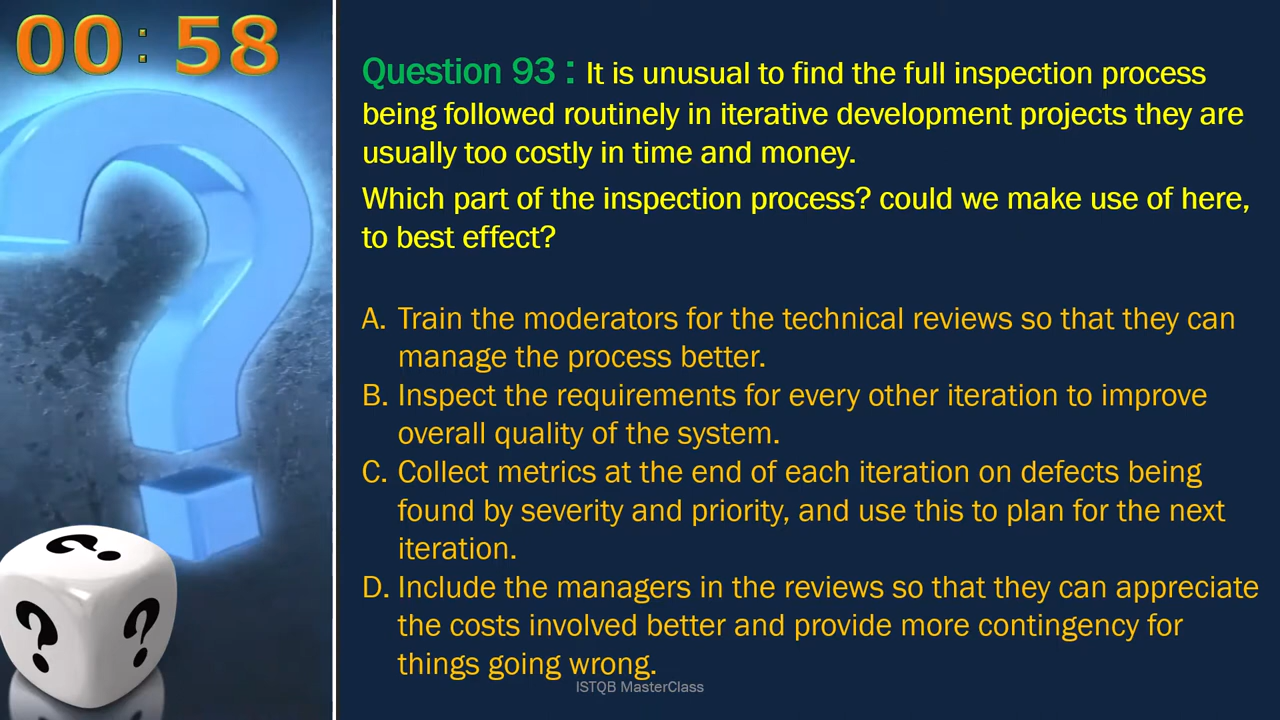 00:58
Question 93 : It is unusual to find the full inspection process
being followed routinely in iterative development projects they are
usually too costly in time and money.
Which part of the inspection process? could we make use of here,
to best effect?
A. Train the moderators for the technical reviews so that they can
manage the process better.
B. Inspect the requirements for every other iteration to improve
overall quality of the system.
C. Collect metrics at the end of each iteration on defects being
found by severity and priority, and use this to plan for the next
iteration.
D. Include the managers in the reviews so that they can appreciate
the costs involved better and provide more contingency for
things going wrong.
ISTQB MasterClass